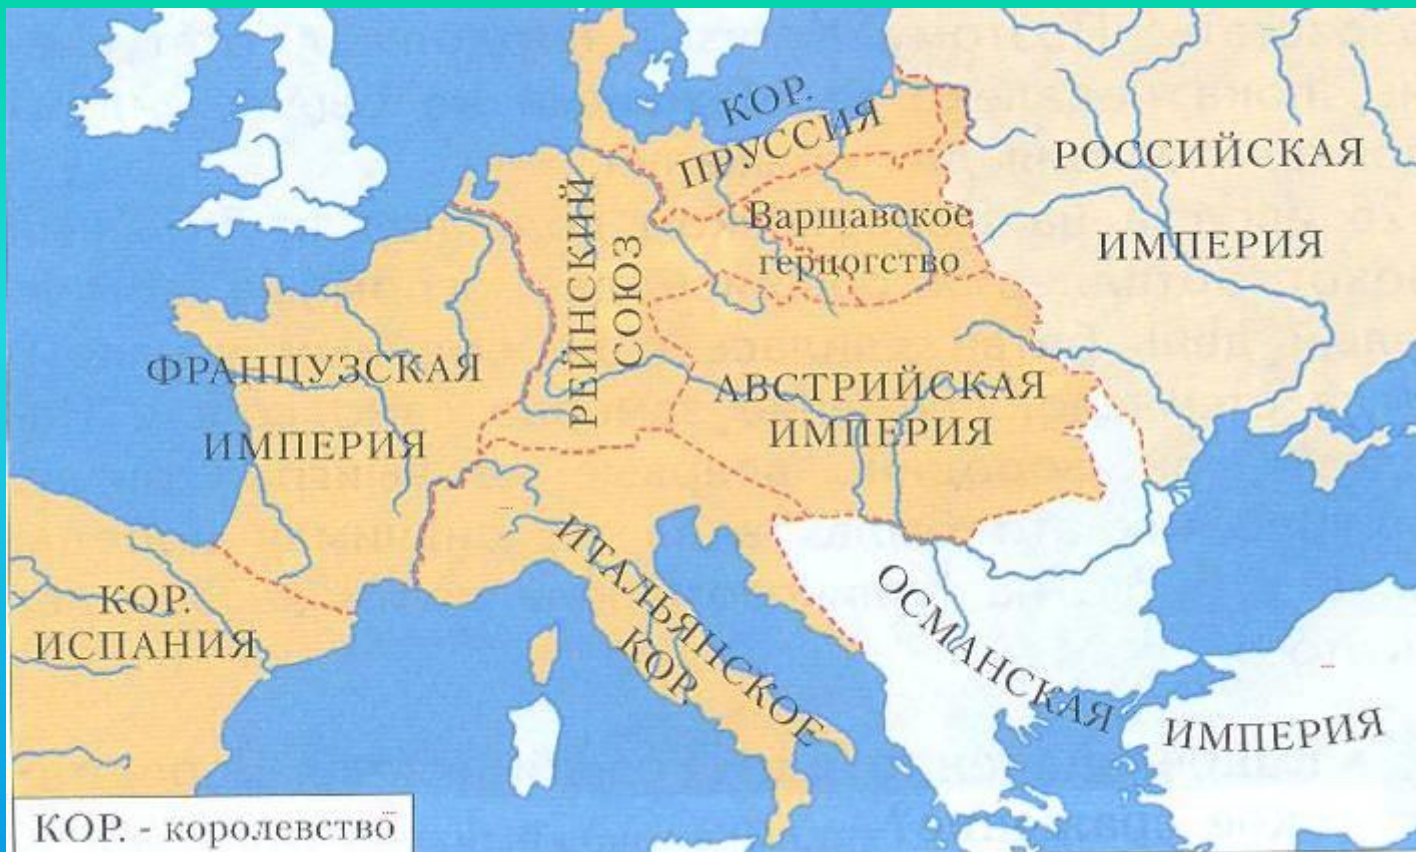 КОР.
ПРУССИЯ
РОССИЙСКАЯ
ИМПЕРИЯ
Варшавское
герцогство
РЕЙНСКИЙ
СОЮЗ
ФРАНЦУЗСКАЯ
ИМПЕРИЯ
АВСТРИЙСКАЯ
ИМПЕРИЯ
ИТАЛЬЯНСКОЕ
КОР.
КОР.
ИСПАНИЯ
ОСМАНСКАЯ
ИМПЕРИЯ
КОР. - королевство